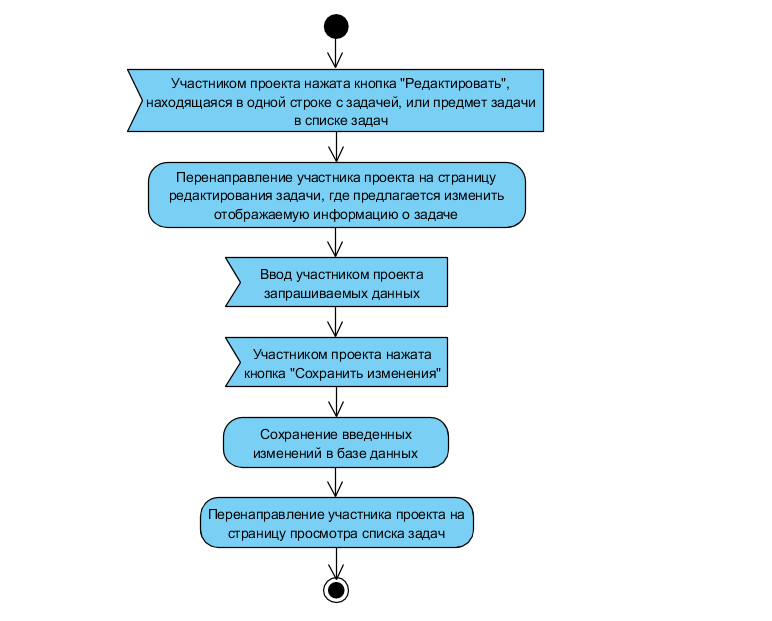 Участником проекта нажата кнопка "Редактировать",
находящаяся в одной строке с задачей, или предмет задачи
в списке задач
Перенаправление участника проекта на страницу
редактирования задачи, где предлагается изменить
отображаемую информацию о задаче
Ввод участником проекта
запрашиваемых данных
Участником проекта нажата
кнопка "Сохранить изменения"
Сохранение введенных
изменений в базе данных
Перенаправление участника проекта на
страницу просмотра списка задач